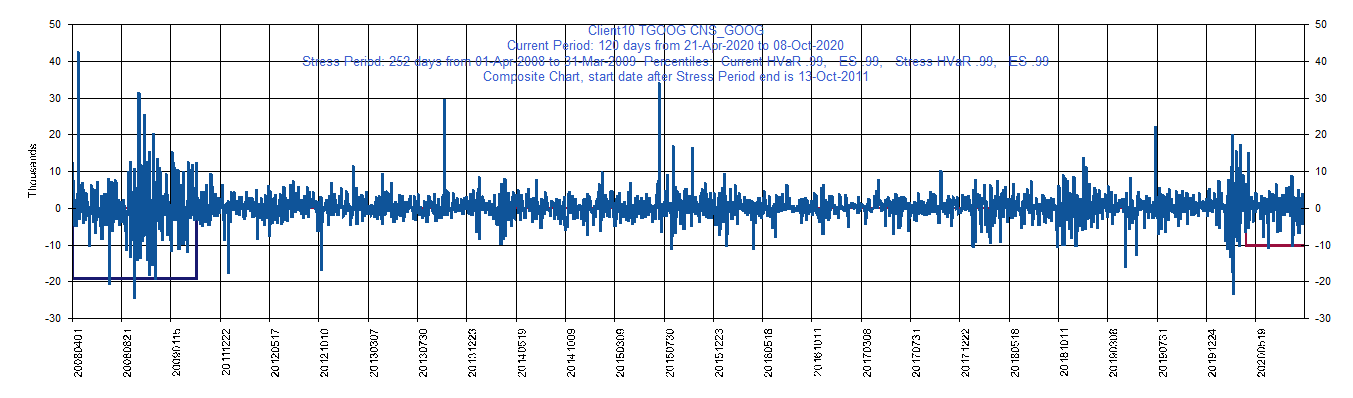 Client10 TGOOG CNS_GOOG
Current Period: 120 days from 21-Apr-2020 to 08-Oct-2020
Stress Period: 252 days from 01-Apr-2008 to 31-Mar-2009 Percentiles: Current HVaR .99, ES .99, Stress HVaR .99, ES .99
Composite Chart, start date after Stress Period end is 13-Oct-2011
Thousands
50 50
40 40
30 30
20 20
10 10
0 0
-10 -10
-20 -20
-30 -30
20080401 20080821 20090115 20111222 20120517 20121010 20130307 20130730 20131223 20140519 20141009 20150309 20150730 20151223 20160518 20161011 20170308 20170731 20171222 20180518 20181011 20190308 20190731 20191224 20200519